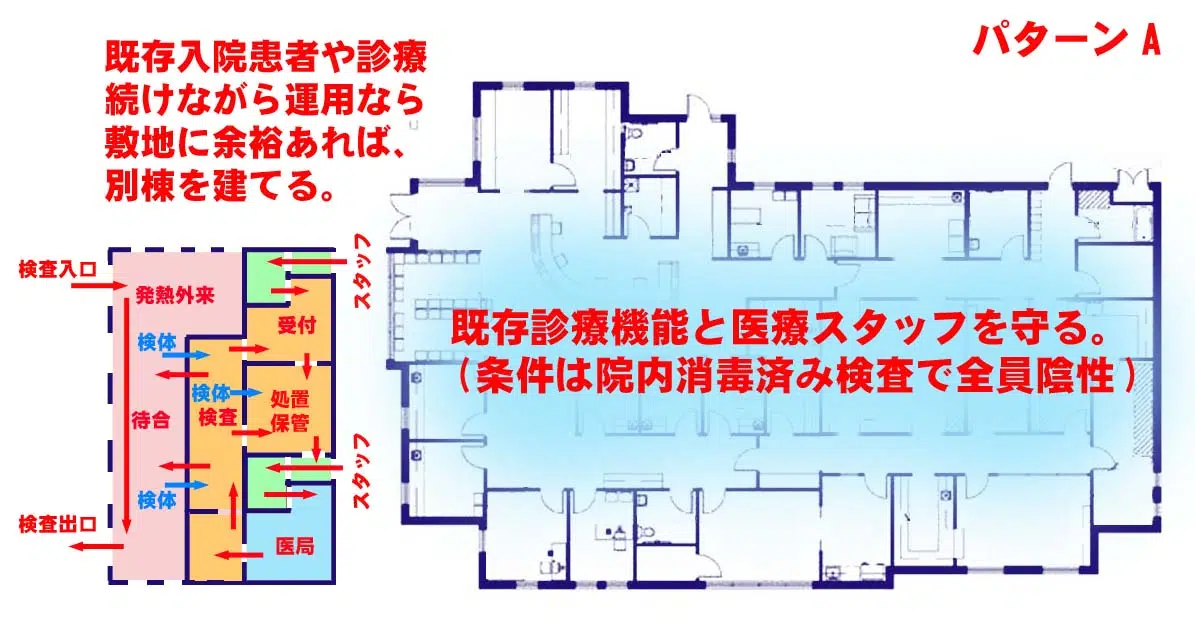 パターンA
既存入院患者や診療
続けながら運用なら
敷地に余裕あれば、
別棟を建てる。
検査入口
発熱外来
スタッフ
受付
検体
検体
検査
処置
保管
待合
スタッフ
検体
検査出口
医局
既存診療機能と医療スタッフを守る。
(条件は院内消毒済み検査で全員陰性)